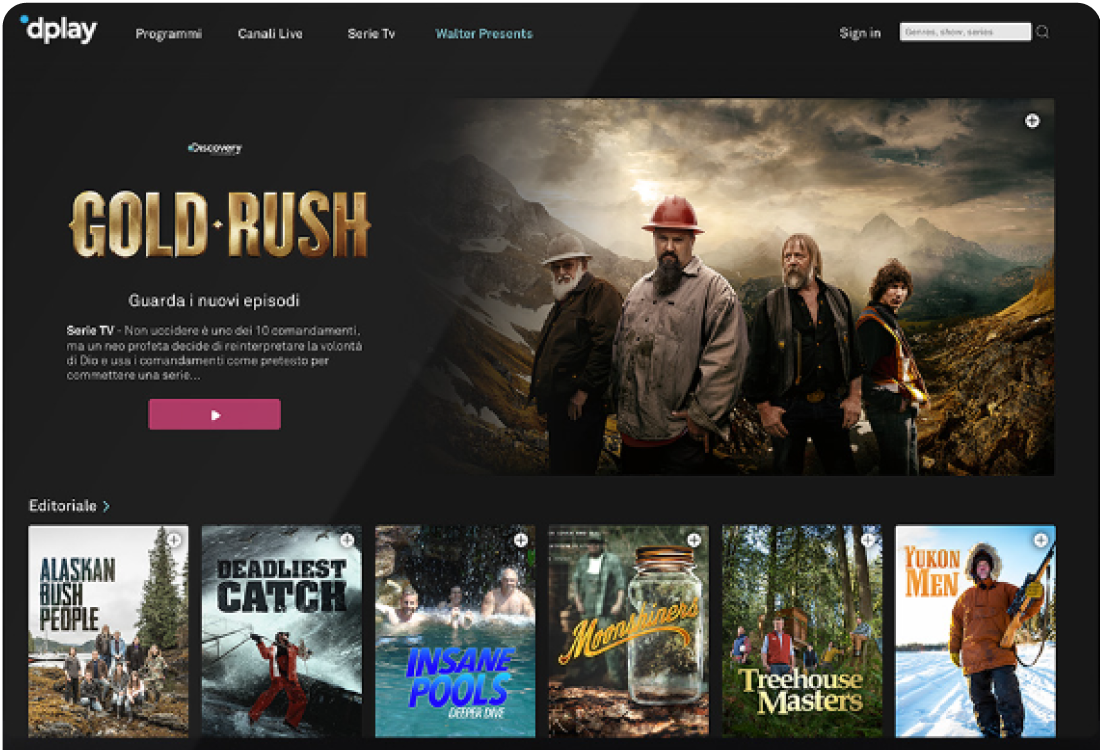 dplay
Programmi
Canali Live
Serie Tv
Walter Presents
Sign in
Genres, show, series
Discovery
GOLD·RUSH
Guarda i nuovi episodi
Serie TV - Non uccidere è uno dei 10 comandamenti,
ma un neo profeta decide di reinterpretare la volontà
di Dio e usa i comandamenti come pretesto per
commettere una serie...
Editoriale >
ALASKAN
BUSH
PEOPLE
DEADLIEST
CATCH
INSANE
POOLS
DEEPER DIVE
Moonshiners
Treehouse
Masters
YUKON
MEN